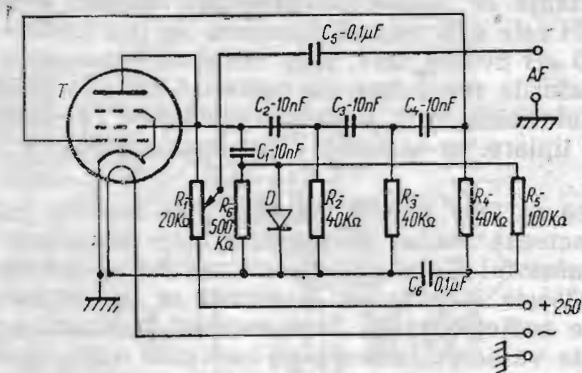 C5-0,1µF
T
AF
C2-10nF
C3-10nF
C4-10nF
C1-10nF
R1-
20KΩ
R6-
500
KΩ
D
R2-
40KΩ
R3-
40KΩ
R4-
40KΩ
R5-
100KΩ
C6
0,1µF
+ 250
~